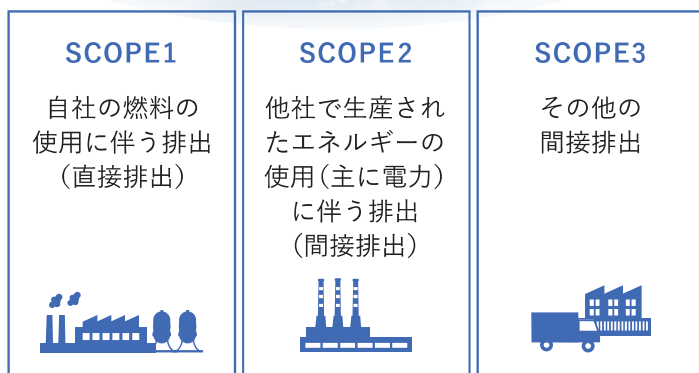 SCOPE1
自社の燃料の
使用に伴う排出
（直接排出）
SCOPE2
他社で生産され
たエネルギーの
使用（主に電力）
に伴う排出
（間接排出）
SCOPE3
その他の
間接排出